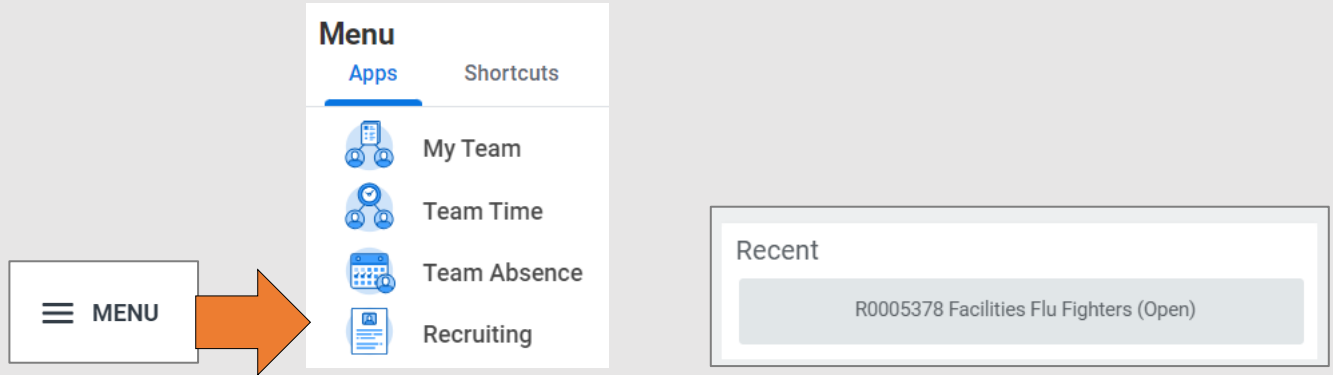 MENU
Menu
Apps Shortcuts
My Team
Team Time
Team Absence
Recruiting
Recent
R0005378 Facilities Flu Fighters (Open)